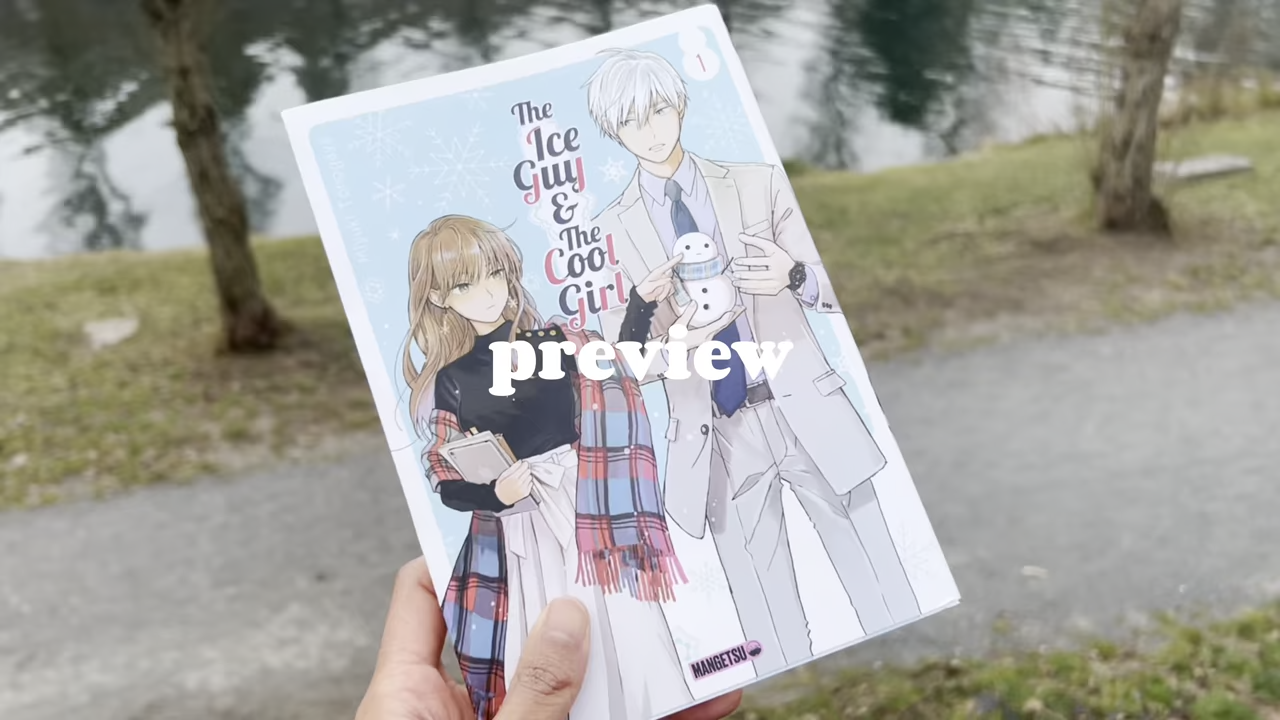 1
The
Ice
Guy
&
The
Cool
Girl
preview
MANGETSU